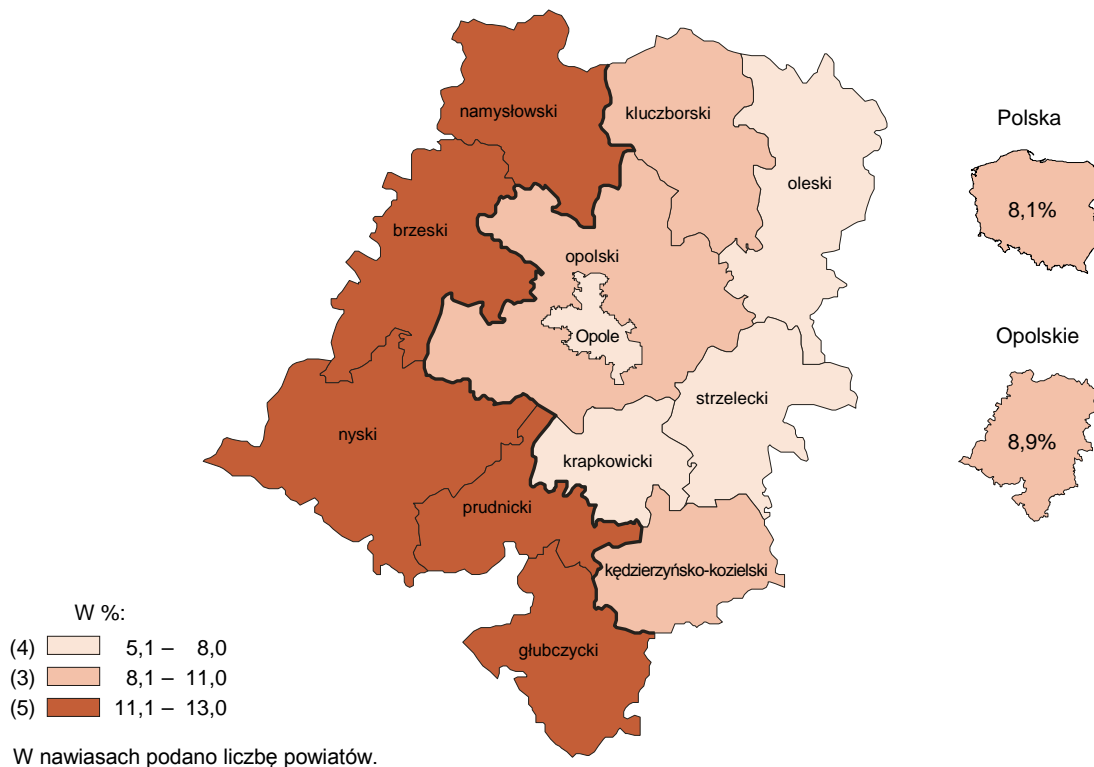 namysłowski
kluczborski
oleski
brzeski
opolski
Opole
strzelecki
nyski
krapkowicki
prudnicki
kędzierzyńsko-kozielski
głubczycki
Polska
8,1%
Opolskie
8,9%
W %:
(4) 5,1 – 8,0
(3) 8,1 – 11,0
(5) 11,1 – 13,0
W nawiasach podano liczbę powiatów.